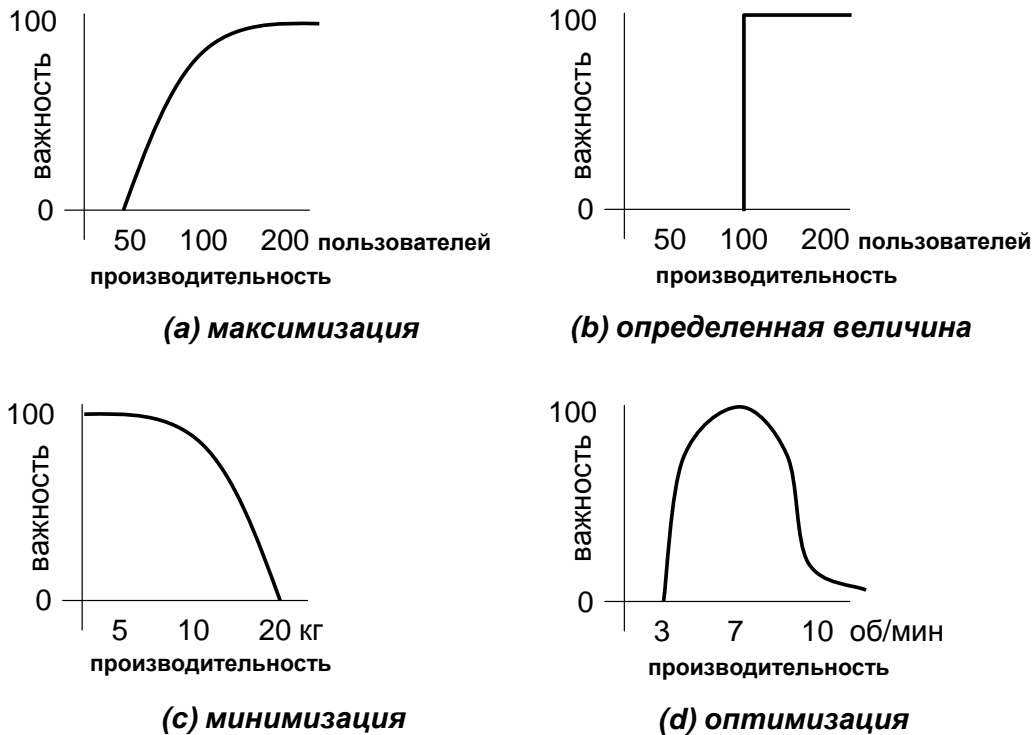 100
важность
0
50 100 200 пользователей
производительность
(a) максимизация
100
важность
0
50 100 200 пользователей
производительность
(b) определенная величина
100
важность
0
5 10 20 кг
производительность
(c) минимизация
100
важность
0
3 7 10 об/мин
производительность
(d) оптимизация